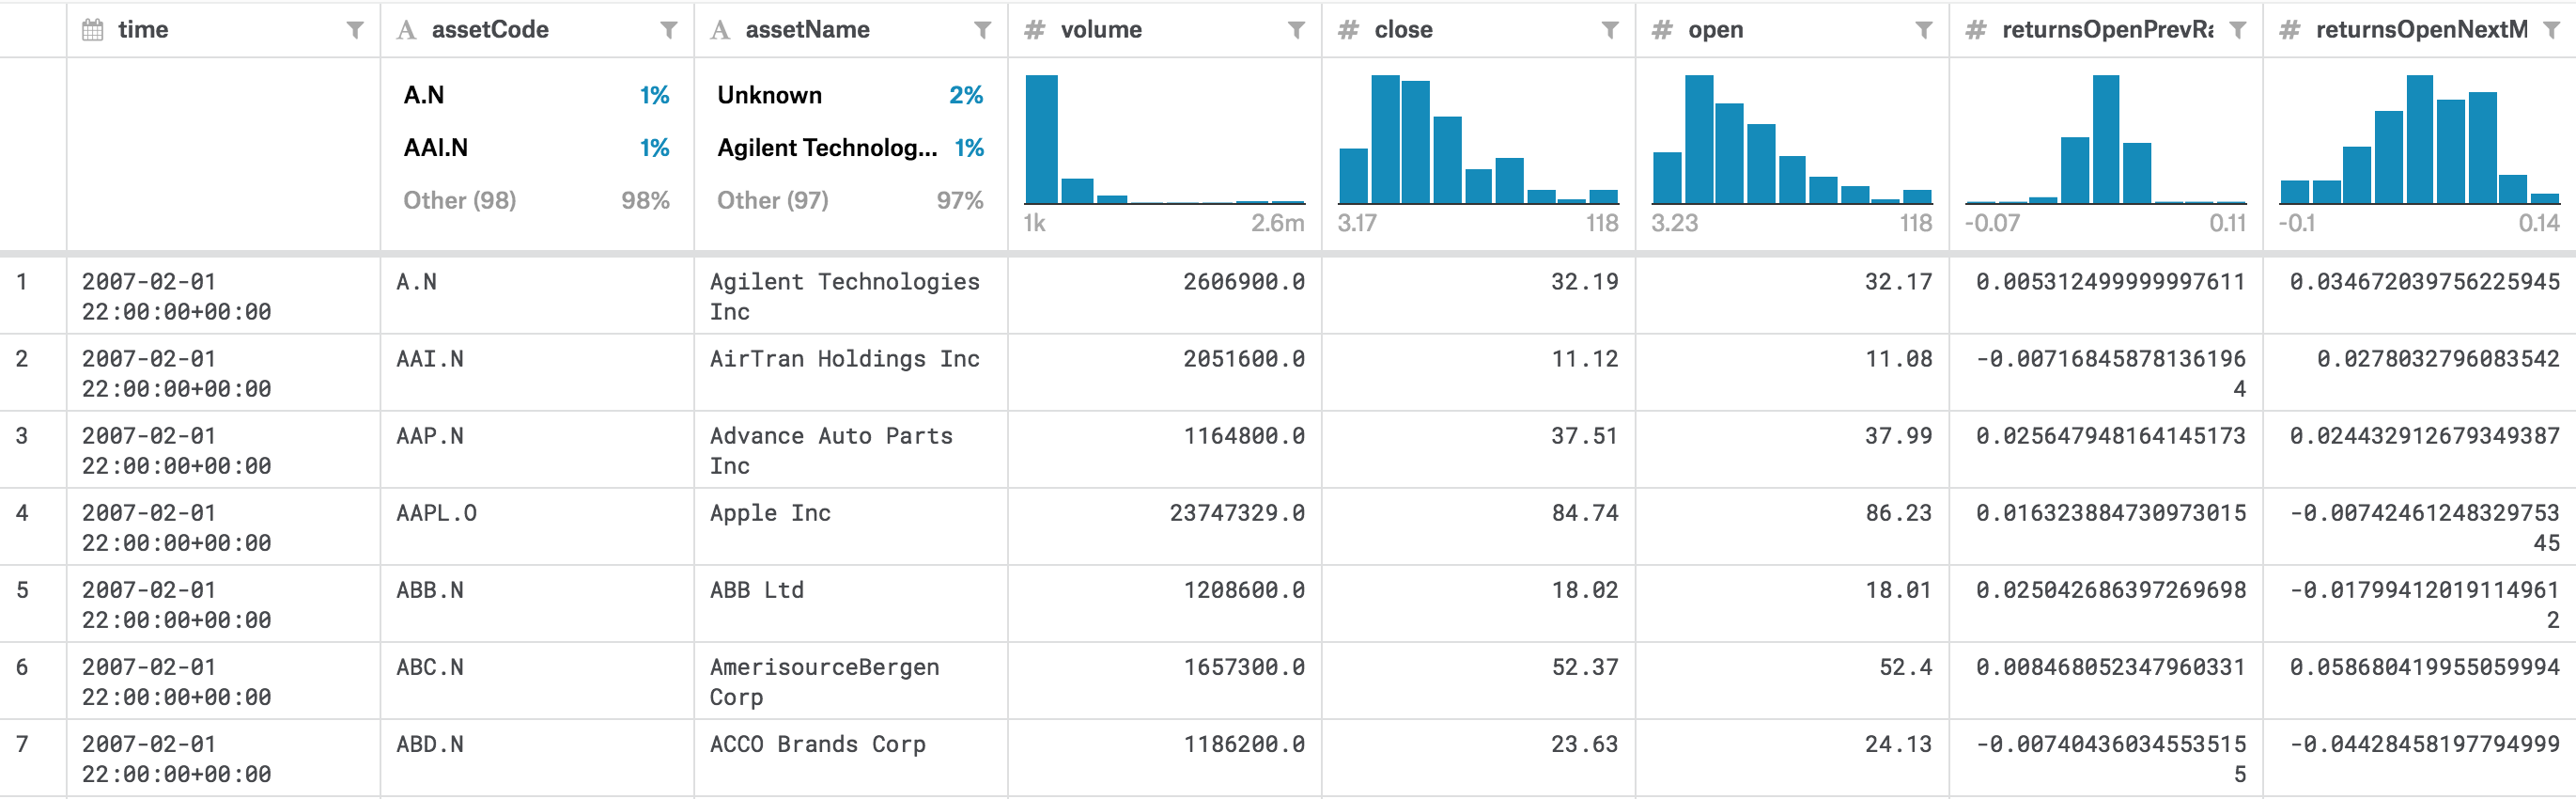 time assetCode assetName volume close open returnsOpenPrevRa returnsOpenNextM
A.N 1% Unknown 2%
AAI.N 1% Agilent Technolog... 1%
Other (98) 98% Other (97) 97%
1k 2.6m 3.17 118 3.23 118 -0.07 0.11 -0.1 0.14
1 2007-02-01 A.N Agilent Technologies 2606900.0 32.19 32.17 0.005312499999997611 0.034672039756225945
22:00:00+00:00 Inc
2 2007-02-01 AAI.N AirTran Holdings Inc 2051600.0 11.12 11.08 -0.00716845878136196 0.0278032796083542
22:00:00+00:00 4
3 2007-02-01 AAP.N Advance Auto Parts 1164800.0 37.51 37.99 0.025647948164145173 0.024432912679349387
22:00:00+00:00 Inc
4 2007-02-01 AAPL.O Apple Inc 23747329.0 84.74 86.23 0.016323884730973015 -0.00742461248329753
22:00:00+00:00 45
5 2007-02-01 ABB.N ABB Ltd 1208600.0 18.02 18.01 0.025042686397269698 -0.01799412019114961
22:00:00+00:00 2
6 2007-02-01 ABC.N AmerisourceBergen 1657300.0 52.37 52.4 0.008468052347960331 0.058680419955059994
22:00:00+00:00 Corp
7 2007-02-01 ABD.N ACCO Brands Corp 1186200.0 23.63 24.13 -0.00740436034553515 -0.04428458197794999
22:00:00+00:00 5